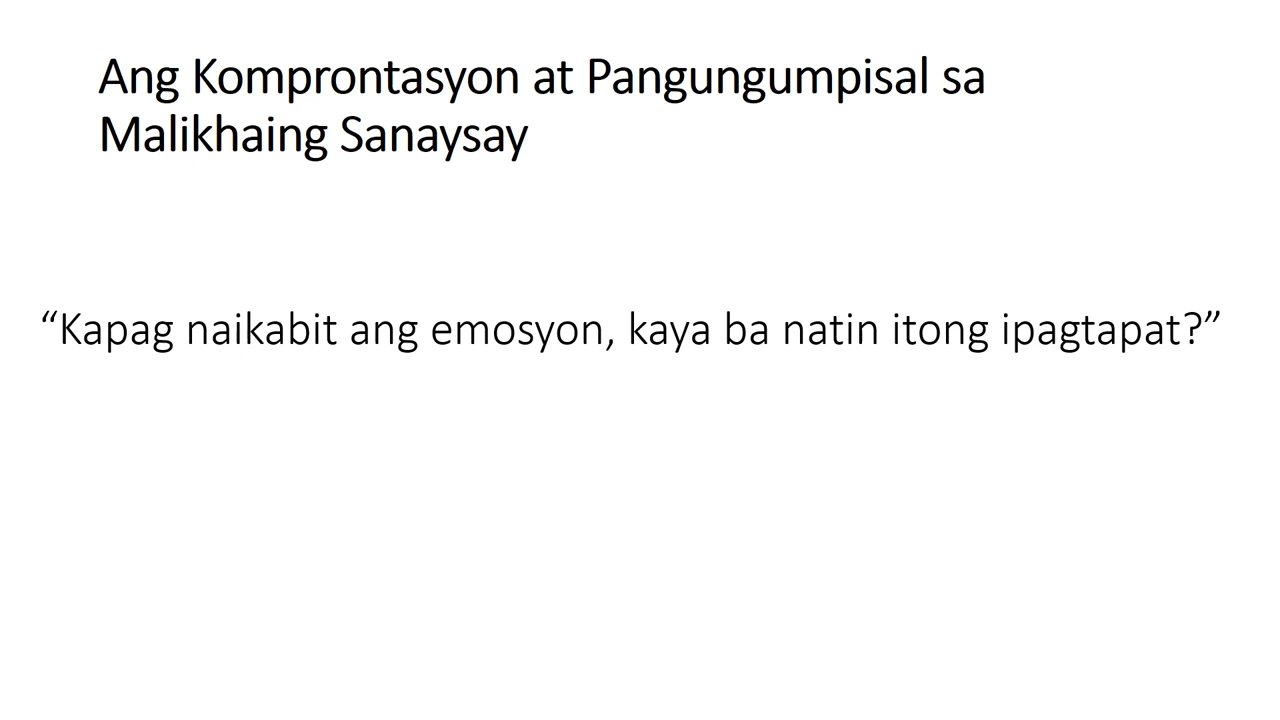 Ang Komprontasyon at Pangungumpisal sa
Malikhaing Sanaysay
“Kapag naikabit ang emosyon, kaya ba natin itong ipagtapat?”